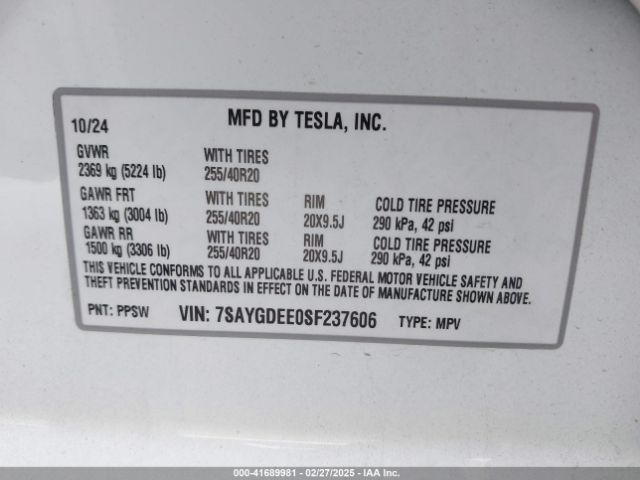 10/24 MFD BY TESLA, INC.
GVWR WITH TIRES
2369 kg (5224 lb) 255/40R20
GAWR FRT WITH TIRES RIM COLD TIRE PRESSURE
1363 kg (3004 lb) 255/40R20 20X9.5J 290 kPa, 42 psi
GAWR RR WITH TIRES RIM COLD TIRE PRESSURE
1500 kg (3306 lb) 255/40R20 20X9.5J 290 kPa, 42 psi
THIS VEHICLE CONFORMS TO ALL APPLICABLE U.S. FEDERAL MOTOR VEHICLE SAFETY AND
THEFT PREVENTION STANDARDS IN EFFECT ON THE DATE OF MANUFACTURE SHOWN ABOVE.
PNT: PPSW VIN: 7SAYGDEE0SF237606 TYPE: MPV
000-41689981 - 02/27/2025 - IAA Inc.